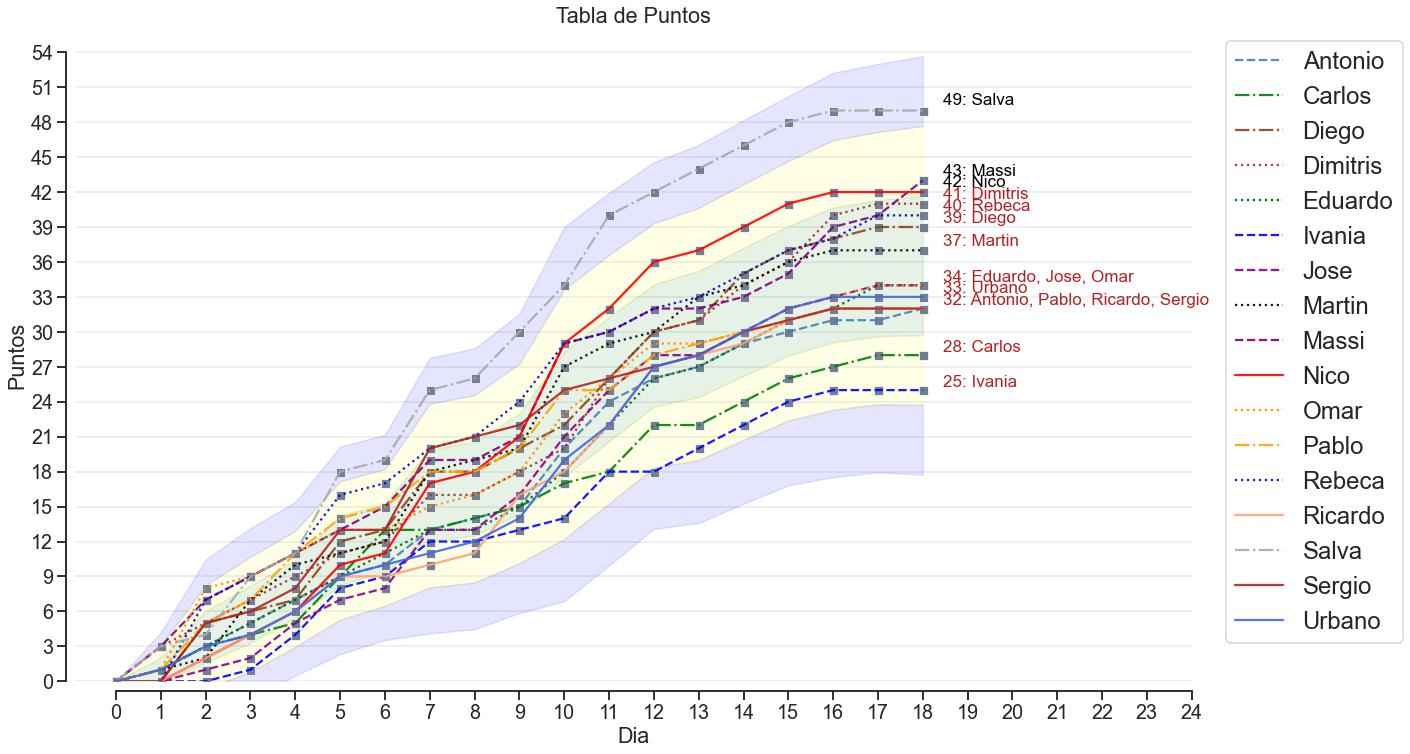 Tabla de Puntos
Puntos
54
51
48
45
42
39
36
33
30
27
24
21
18
15
12
9
6
3
0
49: Salva
43: Massi
42: Nico
41: Dimitris
40: Rebeca
39: Diego
37: Martin
34: Eduardo, Jose, Omar
33: Urbano
32: Antonio, Pablo, Ricardo, Sergio
28: Carlos
25: Ivania
0 1 2 3 4 5 6 7 8 9 10 11 12 13 14 15 16 17 18 19 20 21 22 23 24
Dia
Antonio
Carlos
Diego
Dimitris
Eduardo
Ivania
Jose
Martin
Massi
Nico
Omar
Pablo
Rebeca
Ricardo
Salva
Sergio
Urbano